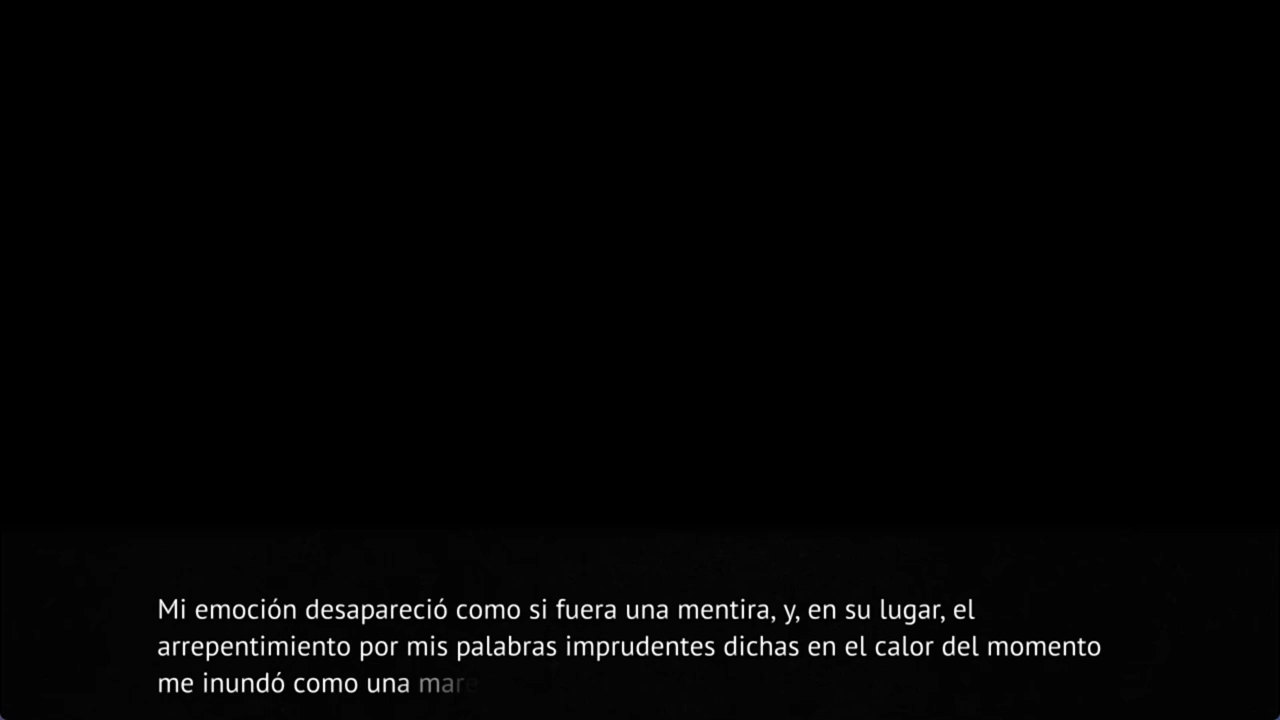 Mi emoción desapareció como si fuera una mentira, y, en su lugar, el
arrepentimiento por mis palabras imprudentes dichas en el calor del momento
me inundó como una mare